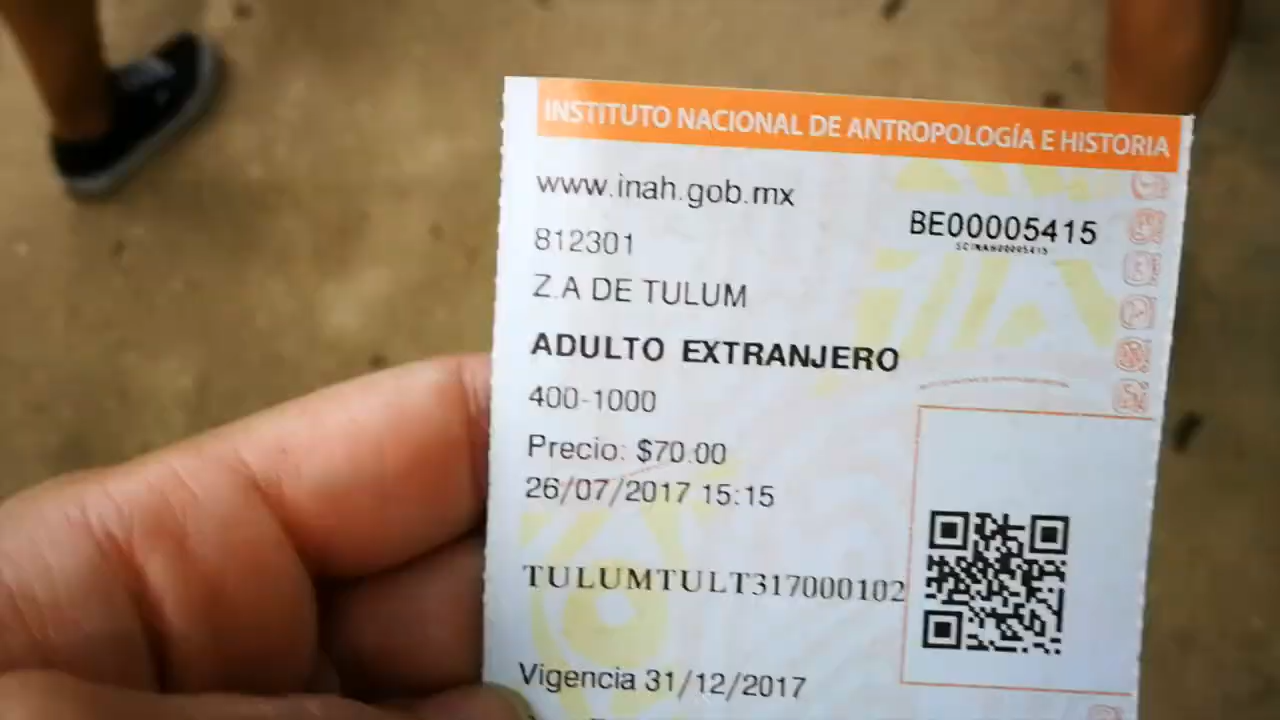 INSTITUTO NACIONAL DE ANTROPOLOGÍA E HISTORIA
www.inah.gob.mx
BE00005415
812301
Z.A DE TULUM
ADULTO EXTRANJERO
400-1000
Precio: $70.00
26/07/2017 15:15
TULUMTULT317000102
Vigencia 31/12/2017